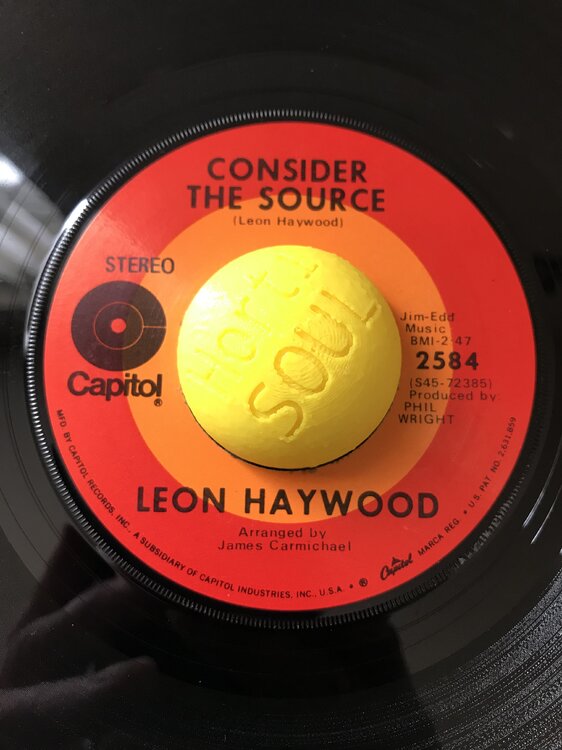 CONSIDER
THE SOURCE
(Leon Haywood)
STEREO
Capitol®
Hart
SOUL
Jim-Edd
Music
BMI-2:47
2584
(S45-72385)
Produced by:
PHIL
WRIGHT
LEON HAYWOOD
Arranged by
James Carmichael
MFD. BY CAPITOL RECORDS, INC., A SUBSIDIARY OF CAPITOL INDUSTRIES, INC., U.S.A. • ® Capitol MARCA REG. • U.S. PAT. NO. 2,631,859